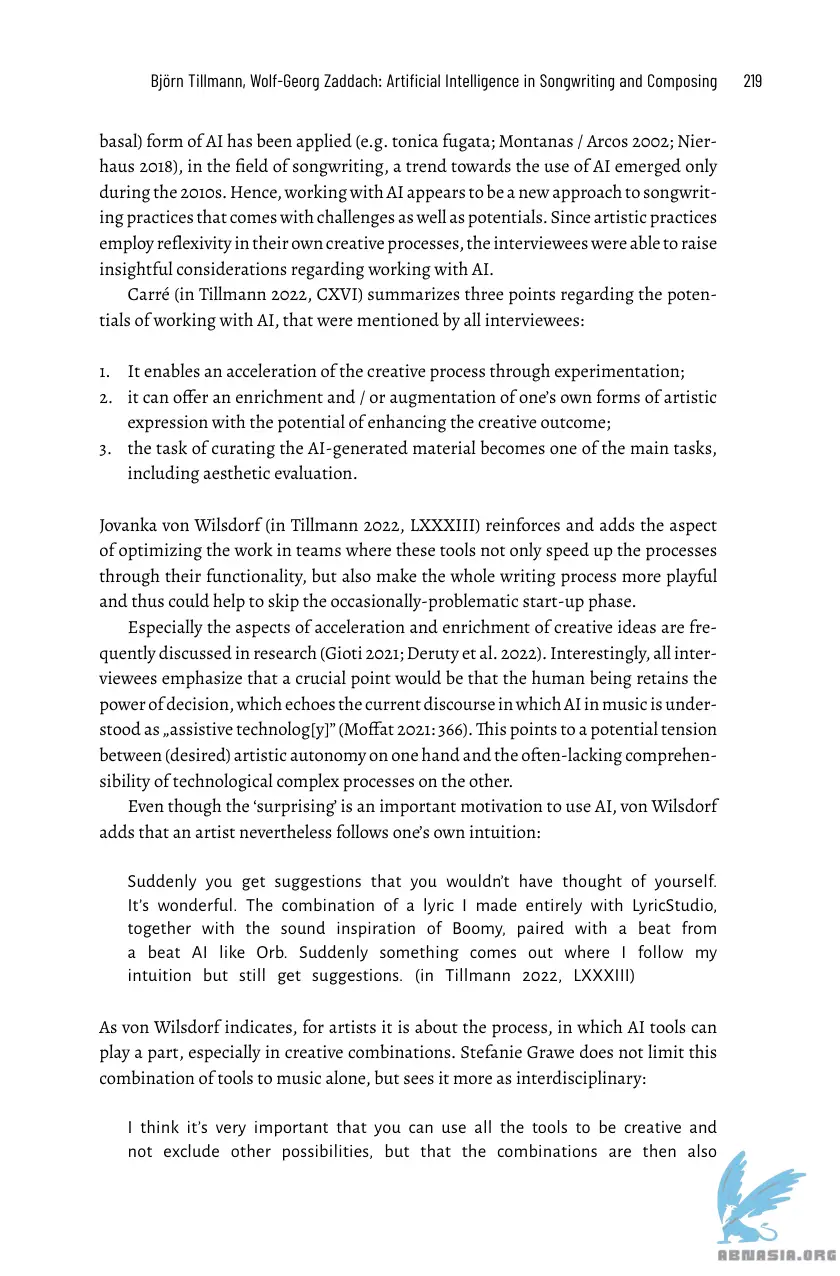 Björn Tillmann, Wolf-Georg Zaddach: Artificial Intelligence in Songwriting and Composing 219
basal) form of AI has been applied (e.g. tonica fugata; Montanas / Arcos 2002; Nier-
haus 2018), in the field of songwriting, a trend towards the use of AI emerged only
during the 2010s. Hence, working with AI appears to be a new approach to songwrit-
ing practices that comes with challenges as well as potentials. Since artistic practices
employ reflexivity in their own creative processes, the interviewees were able to raise
insightful considerations regarding working with AI.
Carré (in Tillmann 2022, CXVI) summarizes three points regarding the poten-
tials of working with AI, that were mentioned by all interviewees:
1. It enables an acceleration of the creative process through experimentation;
2. it can offer an enrichment and / or augmentation of one’s own forms of artistic
expression with the potential of enhancing the creative outcome;
3. the task of curating the AI-generated material becomes one of the main tasks,
including aesthetic evaluation.
Jovanka von Wilsdorf (in Tillmann 2022, LXXXIII) reinforces and adds the aspect
of optimizing the work in teams where these tools not only speed up the processes
through their functionality, but also make the whole writing process more playful
and thus could help to skip the occasionally-problematic start-up phase.
Especially the aspects of acceleration and enrichment of creative ideas are fre-
quently discussed in research (Gioti 2021; Deruty et al. 2022). Interestingly, all inter-
viewees emphasize that a crucial point would be that the human being retains the
power of decision, which echoes the current discourse in which AI in music is under-
stood as „assistive technolog[y]” (Moffat 2021: 366). This points to a potential tension
between (desired) artistic autonomy on one hand and the often-lacking comprehen-
sibility of technological complex processes on the other.
Even though the ‘surprising’ is an important motivation to use AI, von Wilsdorf
adds that an artist nevertheless follows one’s own intuition:
Suddenly you get suggestions that you wouldn’t have thought of yourself.
It’s wonderful. The combination of a lyric I made entirely with LyricStudio,
together with the sound inspiration of Boomy, paired with a beat from
a beat AI like Orb. Suddenly something comes out where I follow my
intuition but still get suggestions. (in Tillmann 2022, LXXXIII)
As von Wilsdorf indicates, for artists it is about the process, in which AI tools can
play a part, especially in creative combinations. Stefanie Grawe does not limit this
combination of tools to music alone, but sees it more as interdisciplinary:
I think it’s very important that you can use all the tools to be creative and
not exclude other possibilities, but that the combinations are then also
ABNASIA.ORG